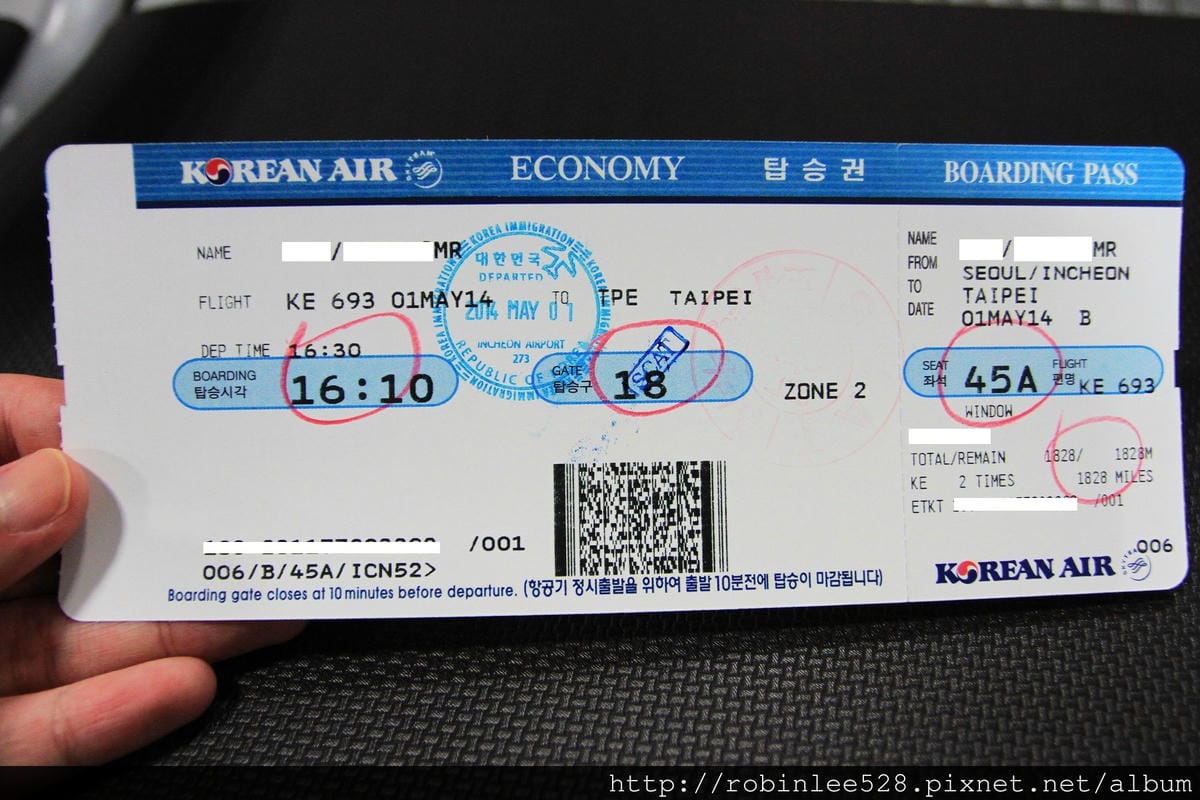 KOREAN AIR SKYTEAM ECONOMY 탑승권 BOARDING PASS
NAME / MR
FLIGHT KE 693 01MAY14 TO TPE TAIPEI
DEP TIME 16:30
BOARDING 탑승시각 16:10 GATE 탑승구 18 ZONE 2
KOREA IMMIGRATION
대한민국
DEPARTED
2014 MAY 01
INCHEON AIRPORT
273
REPUBLIC OF KOREA
/001
006/B/45A/ICN52>
Boarding gate closes at 10 minutes before departure. (항공기 정시출발을 위하여 출발 10분전에 탑승이 마감됩니다)
NAME / MR
FROM SEOUL/INCHEON
TO TAIPEI
DATE 01MAY14 B
SEAT 좌석 45A FLIGHT 편명 KE 693
WINDOW
TOTAL/REMAIN 1828/ 1828M
KE 2 TIMES 1828 MILES
ETKT /001
006
KOREAN AIR
http://robinlee528.pixnet.net/album